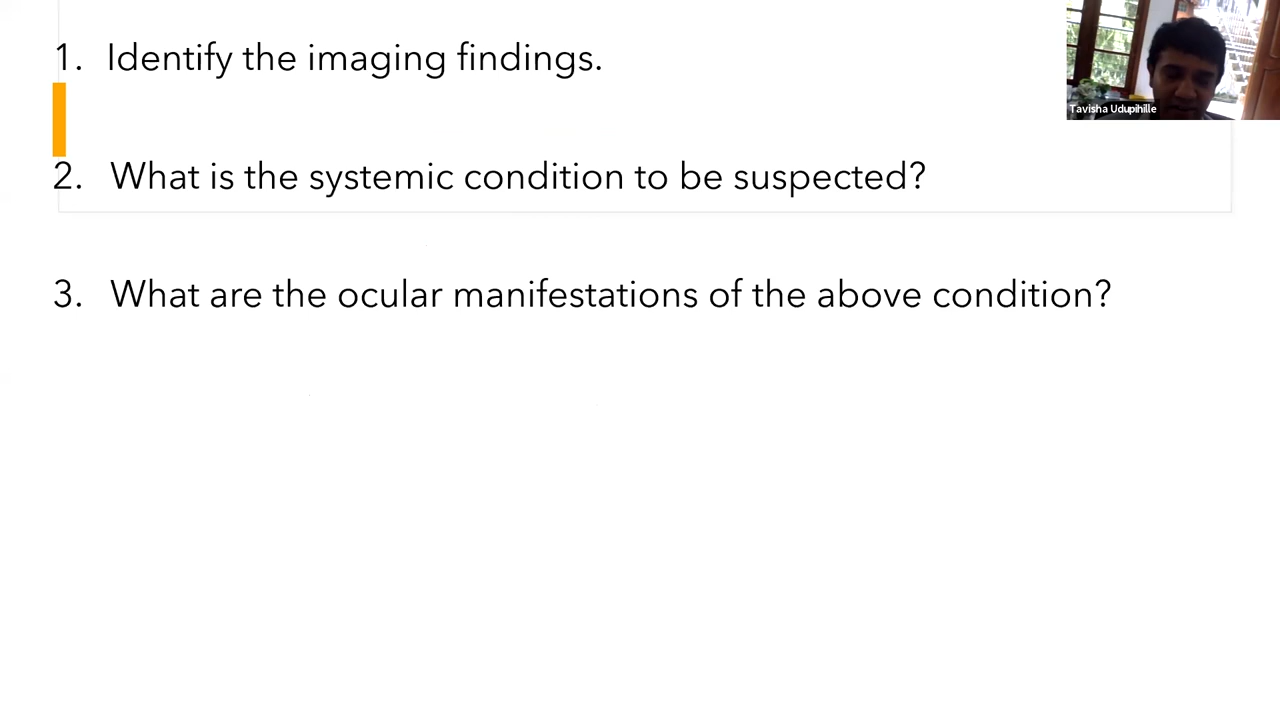 1. Identify the imaging findings.
Tavisha Udupihille
2. What is the systemic condition to be suspected?
3. What are the ocular manifestations of the above condition?